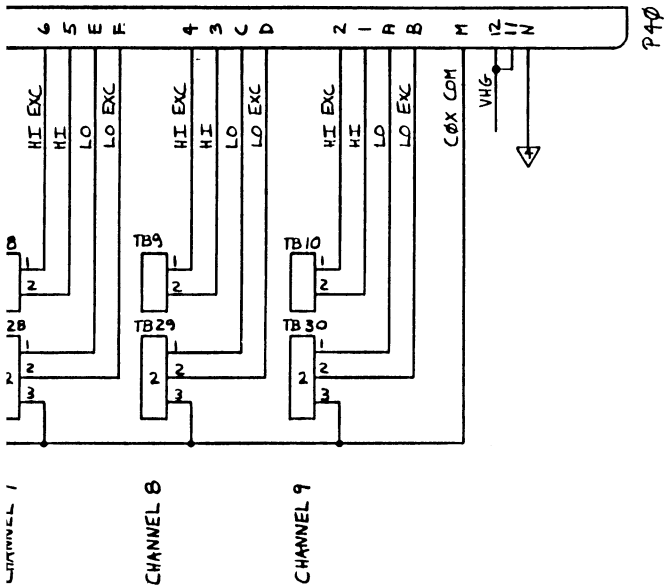 6 5 E F 4 3 C D 2 1 A B M 12 11 N
P4Ø
HI EXC
HI
LO
LO EXC
HI EXC
HI
LO
LO EXC
HI EXC
HI
LO
LO EXC
CØX COM
VHG
4
8
1
2
TB9
1
2
TB10
1
2
28
1
2
2
3
TB29
1
2
2
3
TB30
1
2
2
3
CHANNEL 8
CHANNEL 9